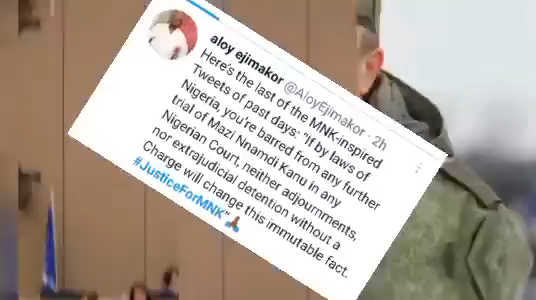 aloy ejimakor @AloyEjimakor · 2h
Here's the last of the MNK-inspired
Tweets of past days: "If by laws of
Nigeria, you're barred from any further
trial of Mazi Nnamdi Kanu in any
Nigerian Court, neither adjournments,
nor extrajudicial detention without a
Charge will change this immutable fact.
#JusticeForMNK"🙏🏾